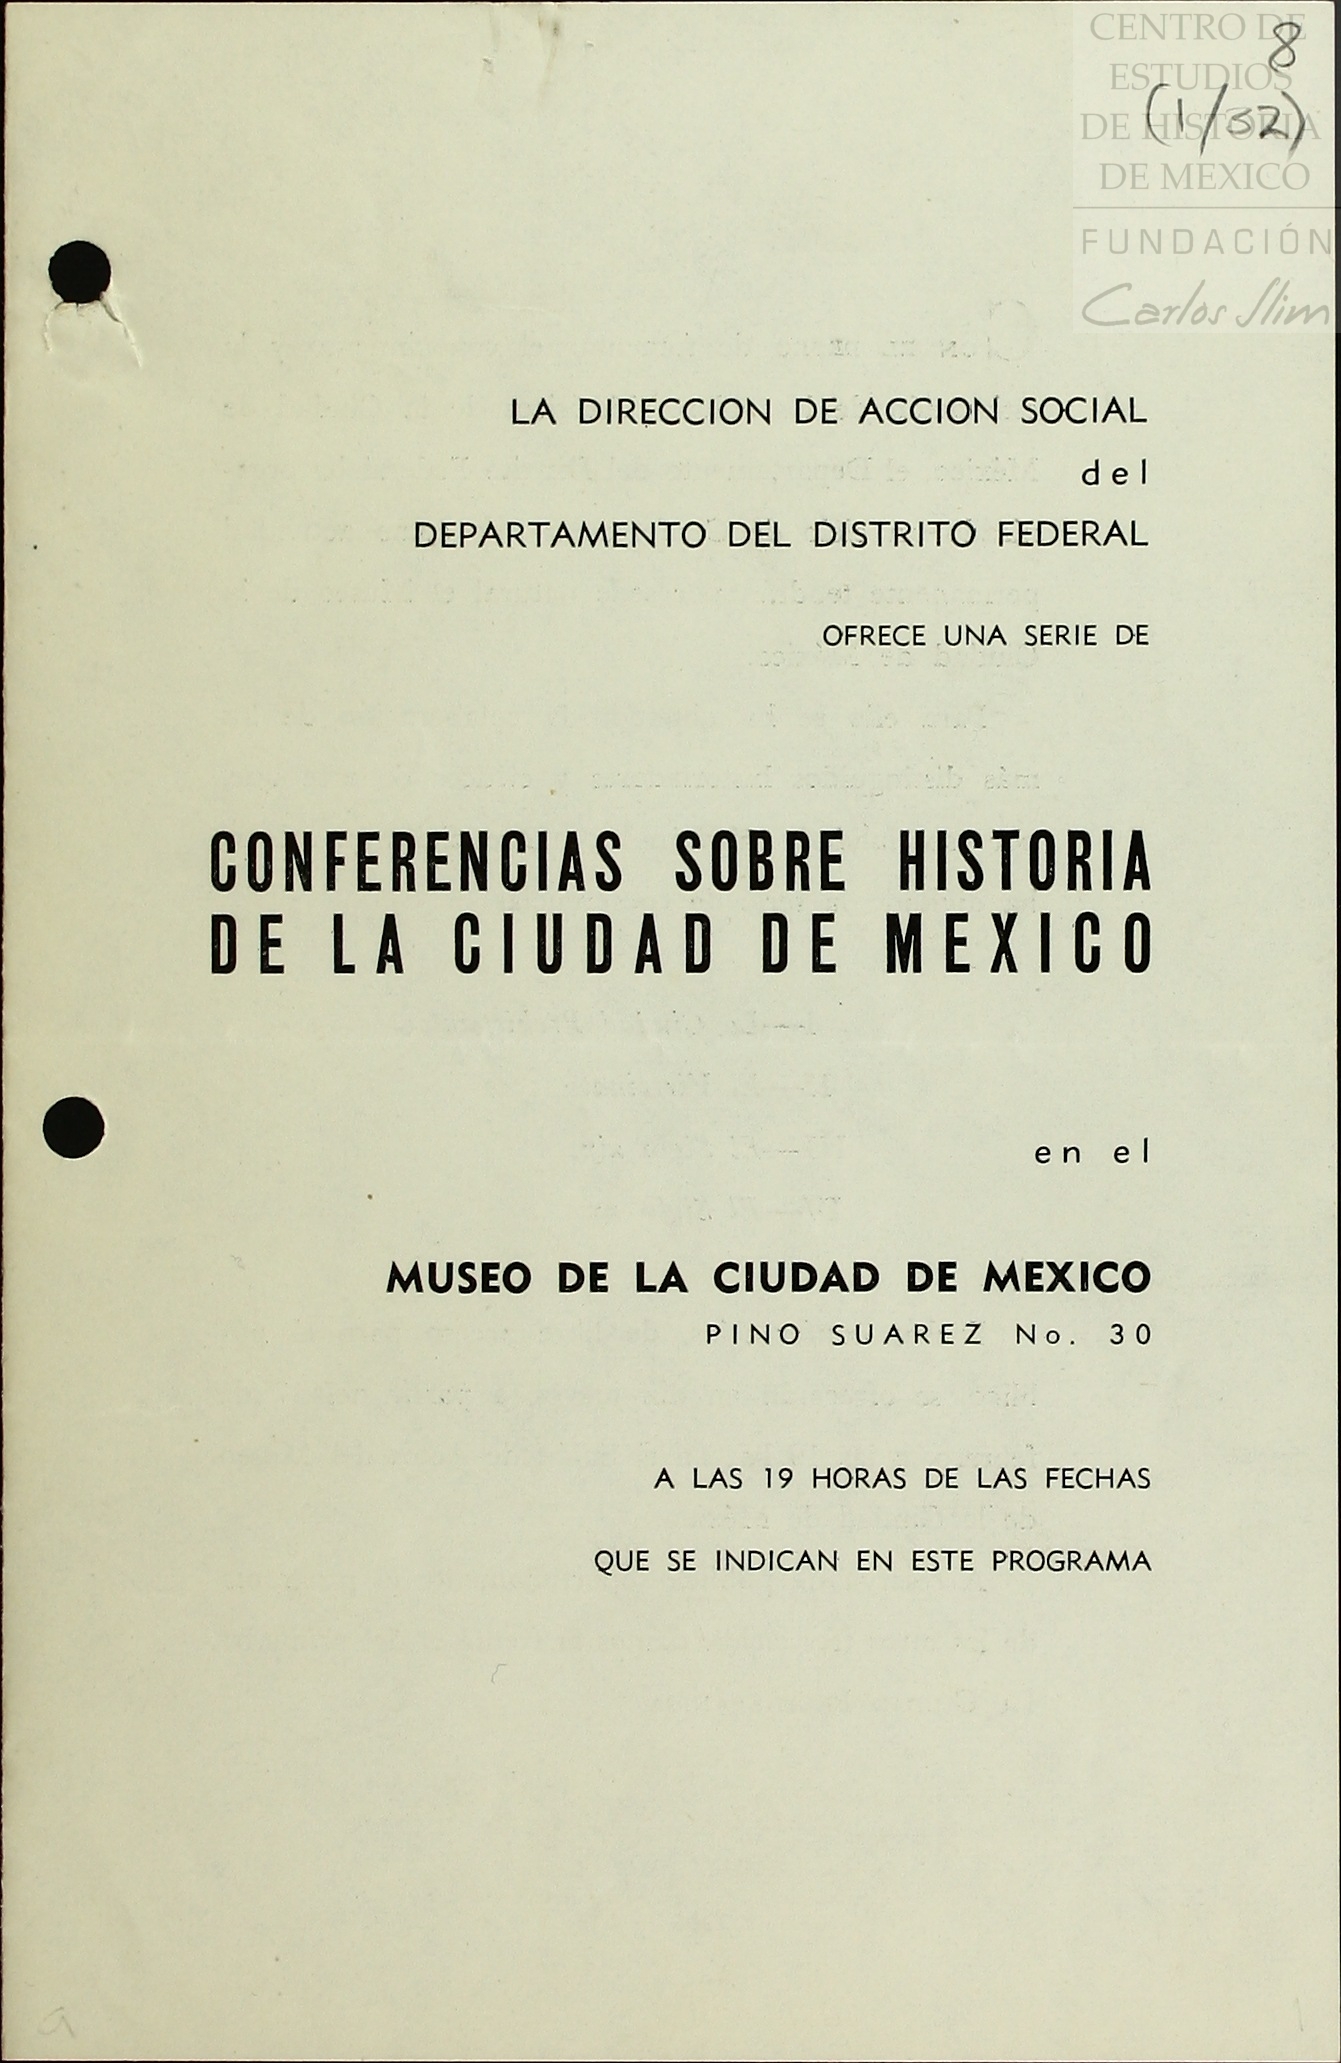 CENTRO DE
ESTUDIOS
DE HISTORIA
DE MEXICO
FUNDACIÓN
Carlos Slim
8
(1/32)
LA DIRECCION DE ACCION SOCIAL
del
DEPARTAMENTO DEL DISTRITO FEDERAL
OFRECE UNA SERIE DE
CONFERENCIAS SOBRE HISTORIA
DE LA CIUDAD DE MEXICO
en el
MUSEO DE LA CIUDAD DE MEXICO
PINO SUAREZ No. 30
A LAS 19 HORAS DE LAS FECHAS
QUE SE INDICAN EN ESTE PROGRAMA